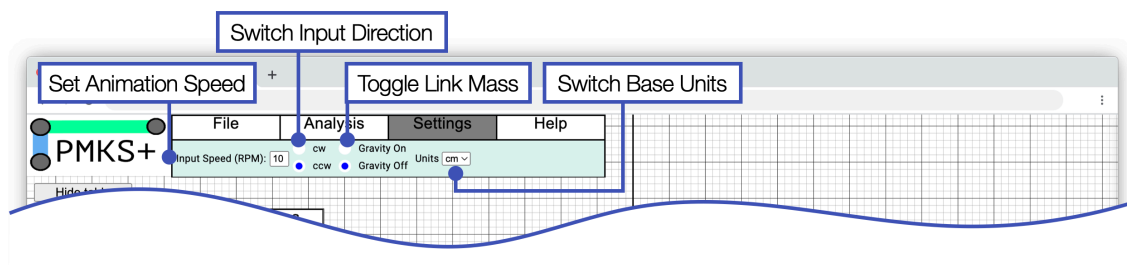 Switch Input Direction
Set Animation Speed
+
Toggle Link Mass
Switch Base Units
File
Analysis
Settings
Help
PMKS+
Input Speed (RPM): 10
cw
Gravity On
ccw
Gravity Off
Units cm